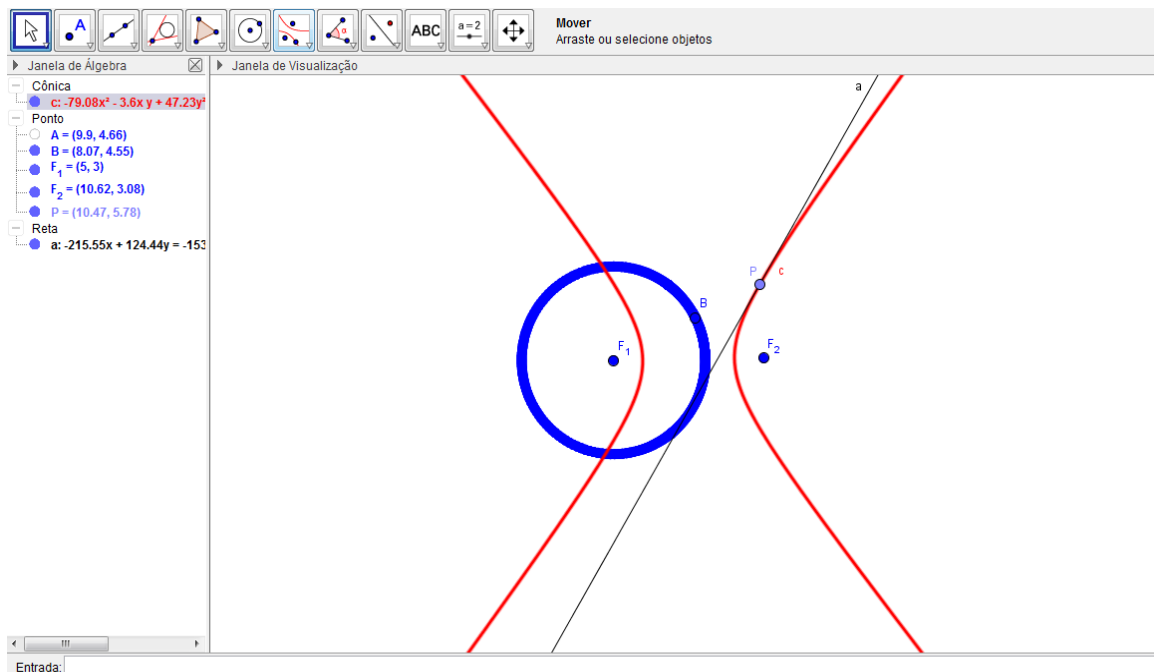 A
ABC
a=2
Mover
Arraste ou selecione objetos
Janela de Álgebra
Janela de Visualização
Cônica
c: -79.08x² - 3.6x y + 47.23y²
Ponto
A = (9.9, 4.66)
B = (8.07, 4.55)
F₁ = (5, 3)
F₂ = (10.62, 3.08)
P = (10.47, 5.78)
Reta
a: -215.55x + 124.44y = -153
a
P
c
B
F₁
F₂
Entrada: